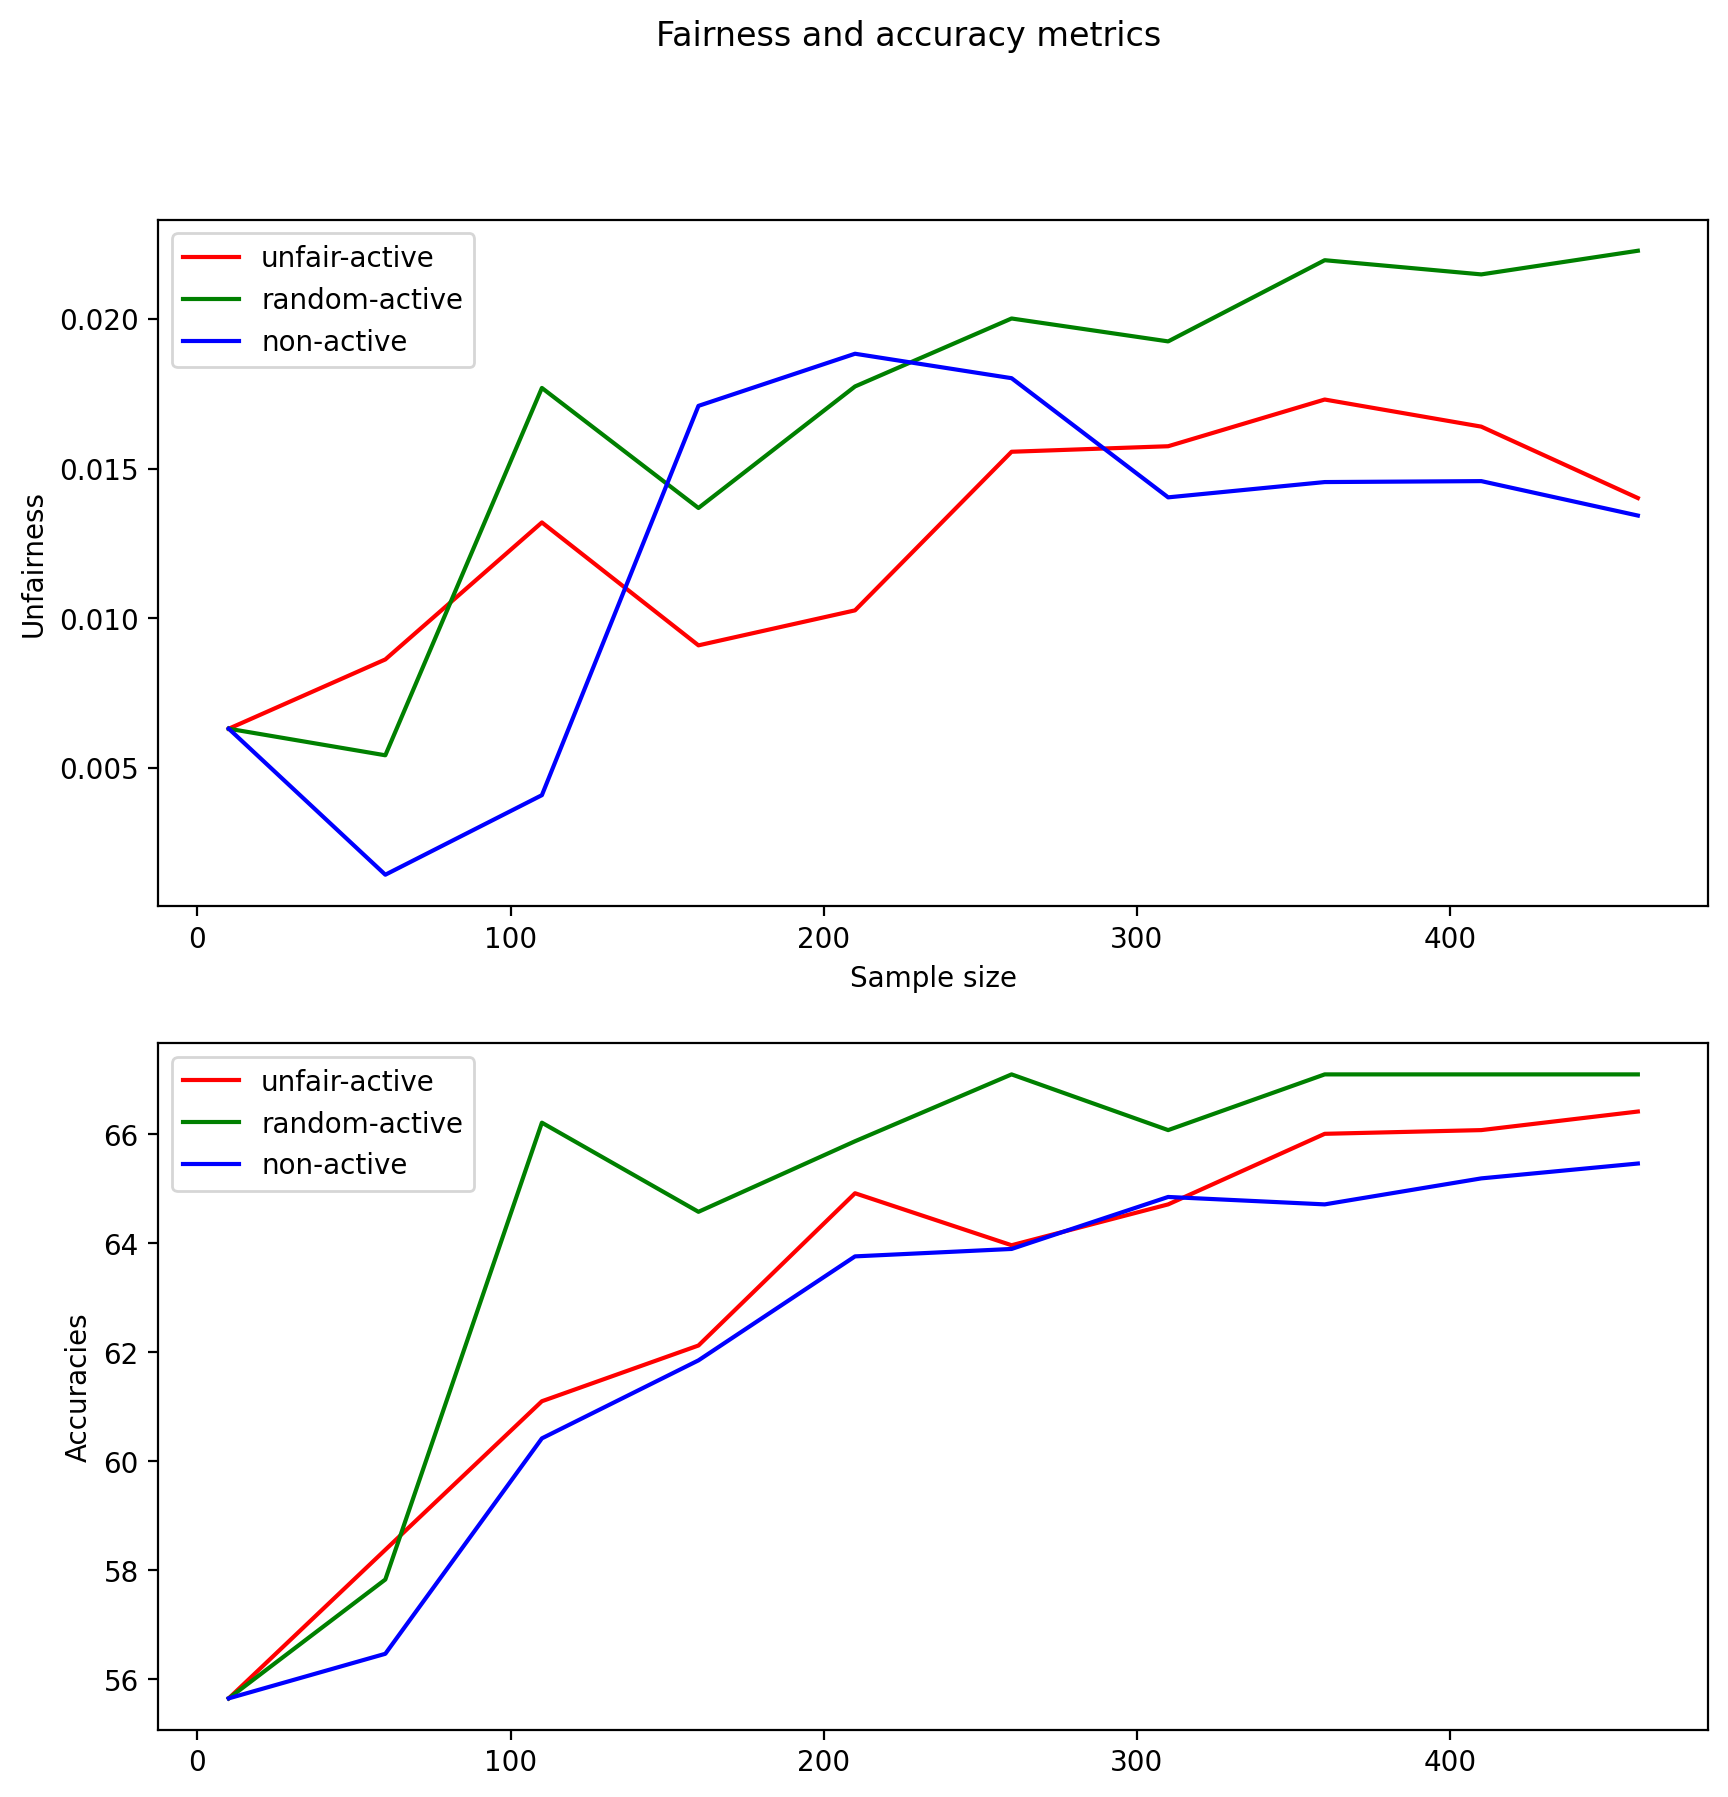 Fairness and accuracy metrics
unfair-active
random-active
non-active
0.020
0.015
0.010
0.005
Unfairness
0 100 200 300 400
Sample size
unfair-active
random-active
non-active
66
64
62
60
58
56
Accuracies
0 100 200 300 400